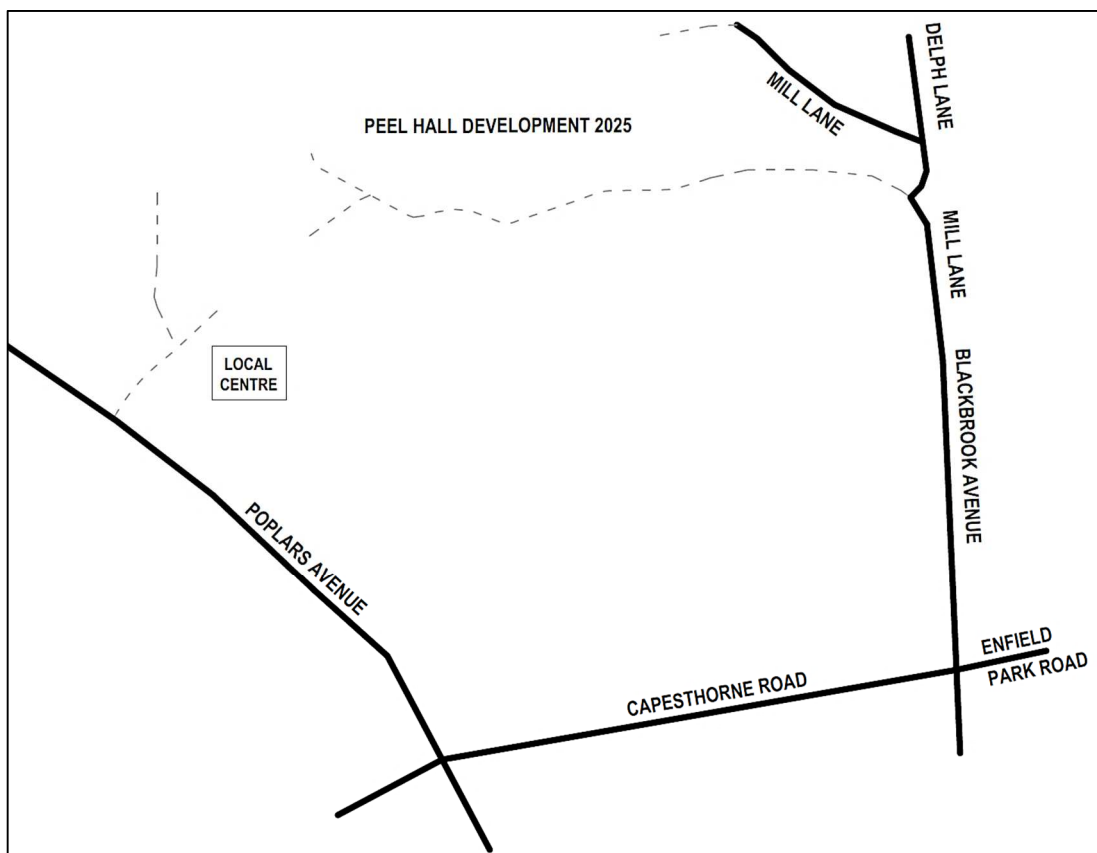 DELPH LANE
MILL LANE
PEEL HALL DEVELOPMENT 2025
MILL LANE
LOCAL
CENTRE
BLACKBROOK AVENUE
POPLARS AVENUE
ENFIELD
PARK ROAD
CAPESTHORNE ROAD